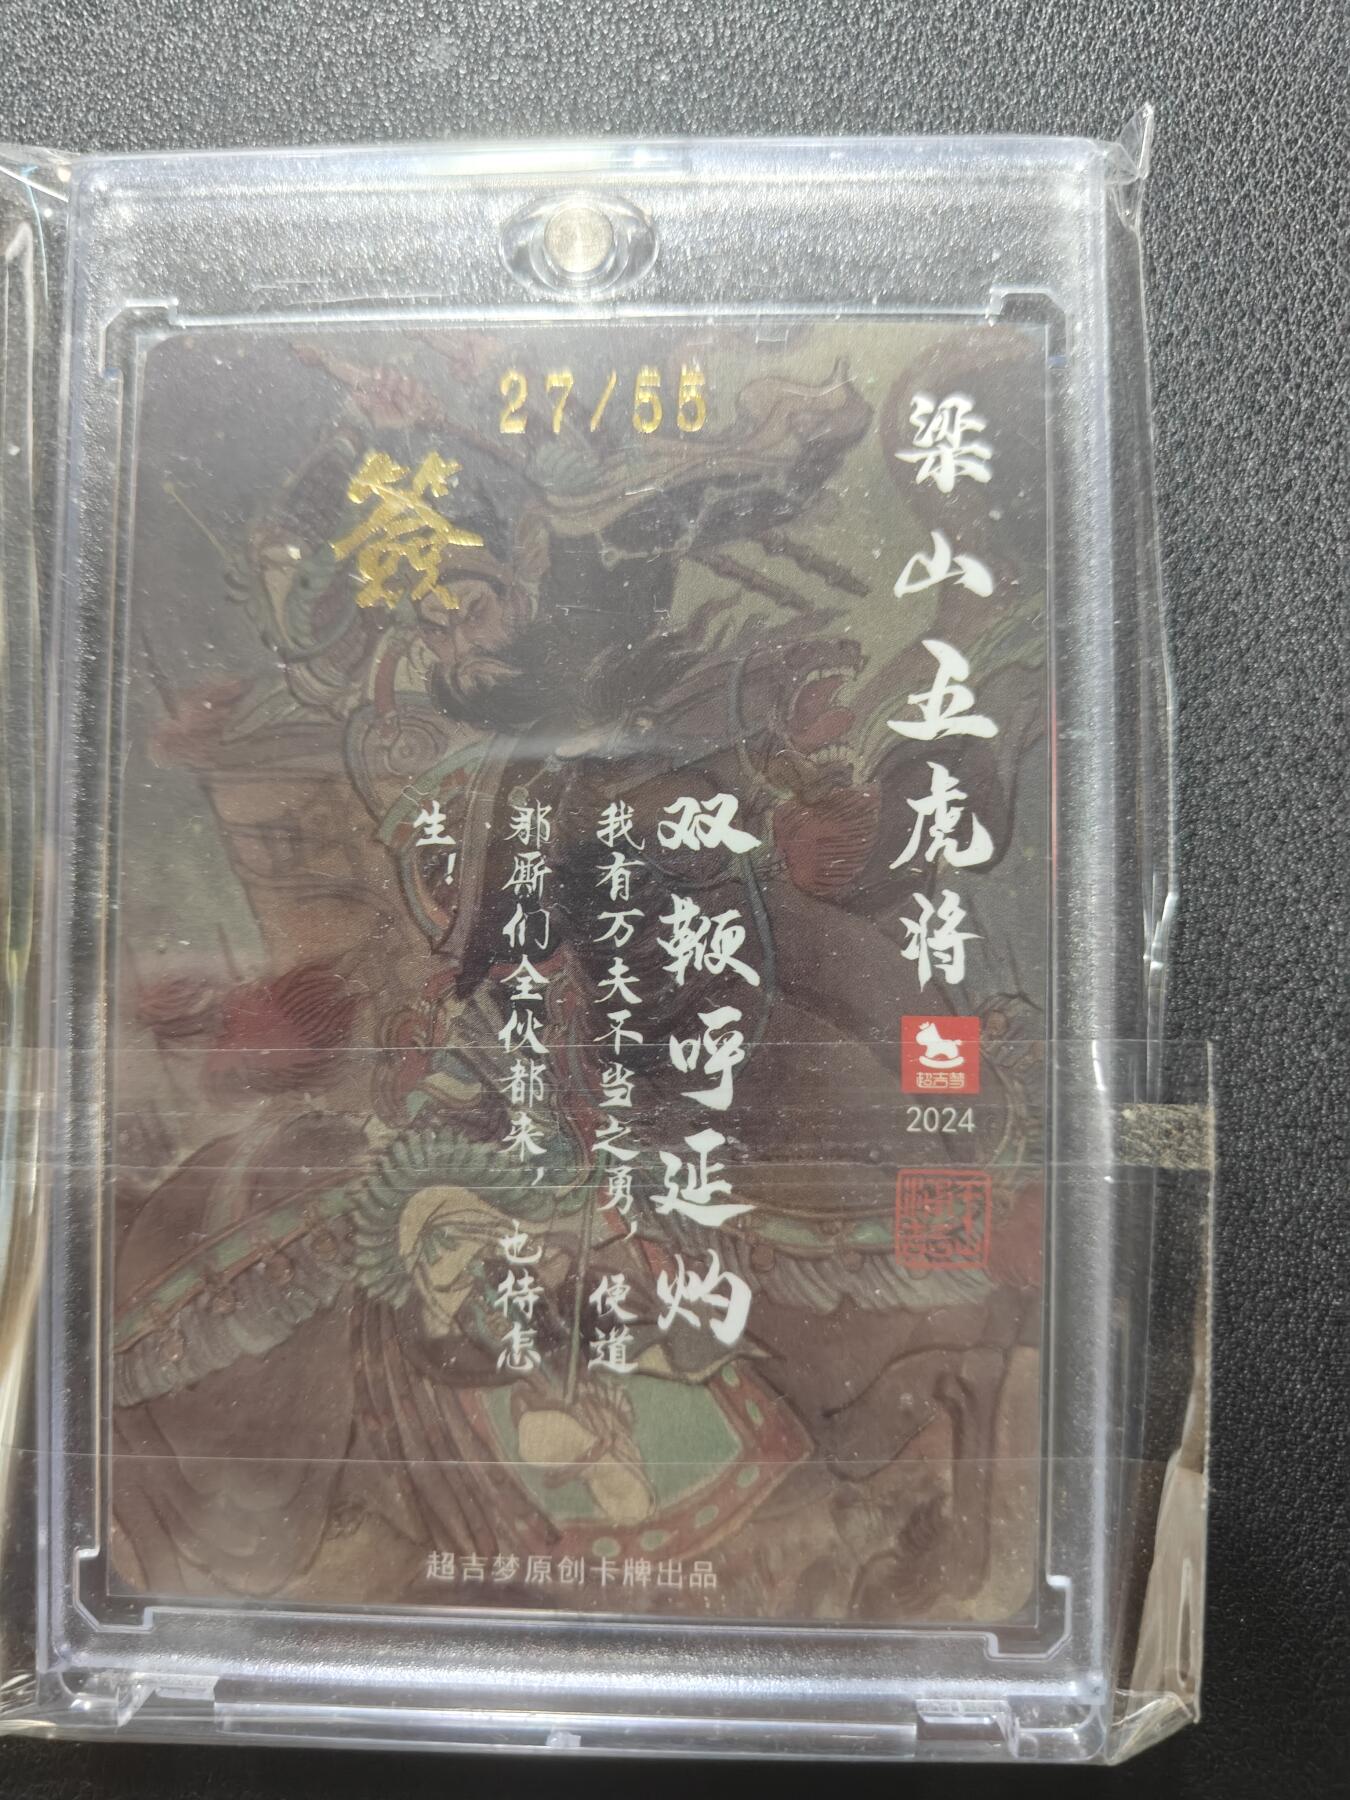 27/55
簽
梁山五虎将
超吉梦
2024
双鞭呼延灼
我有万夫不当之勇，便道
那厮们全伙都来，也待怎
生！
超吉梦原创卡牌出品